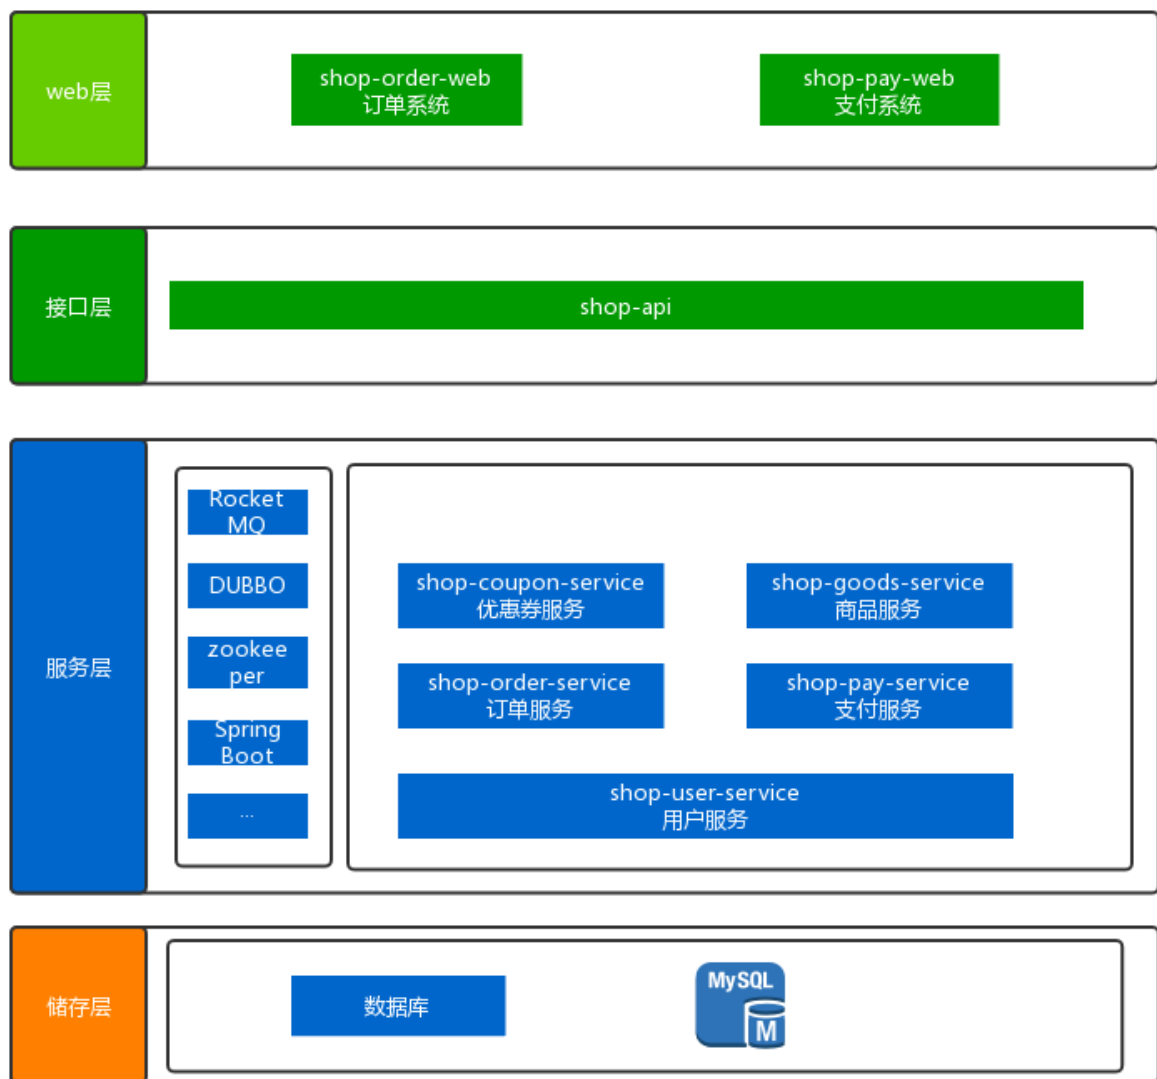 web层
shop-order-web
订单系统
shop-pay-web
支付系统
接口层
shop-api
服务层
Rocket
MQ
DUBBO
zookee
per
Spring
Boot
...
shop-coupon-service
优惠券服务
shop-goods-service
商品服务
shop-order-service
订单服务
shop-pay-service
支付服务
shop-user-service
用户服务
储存层
数据库
MySQL
M